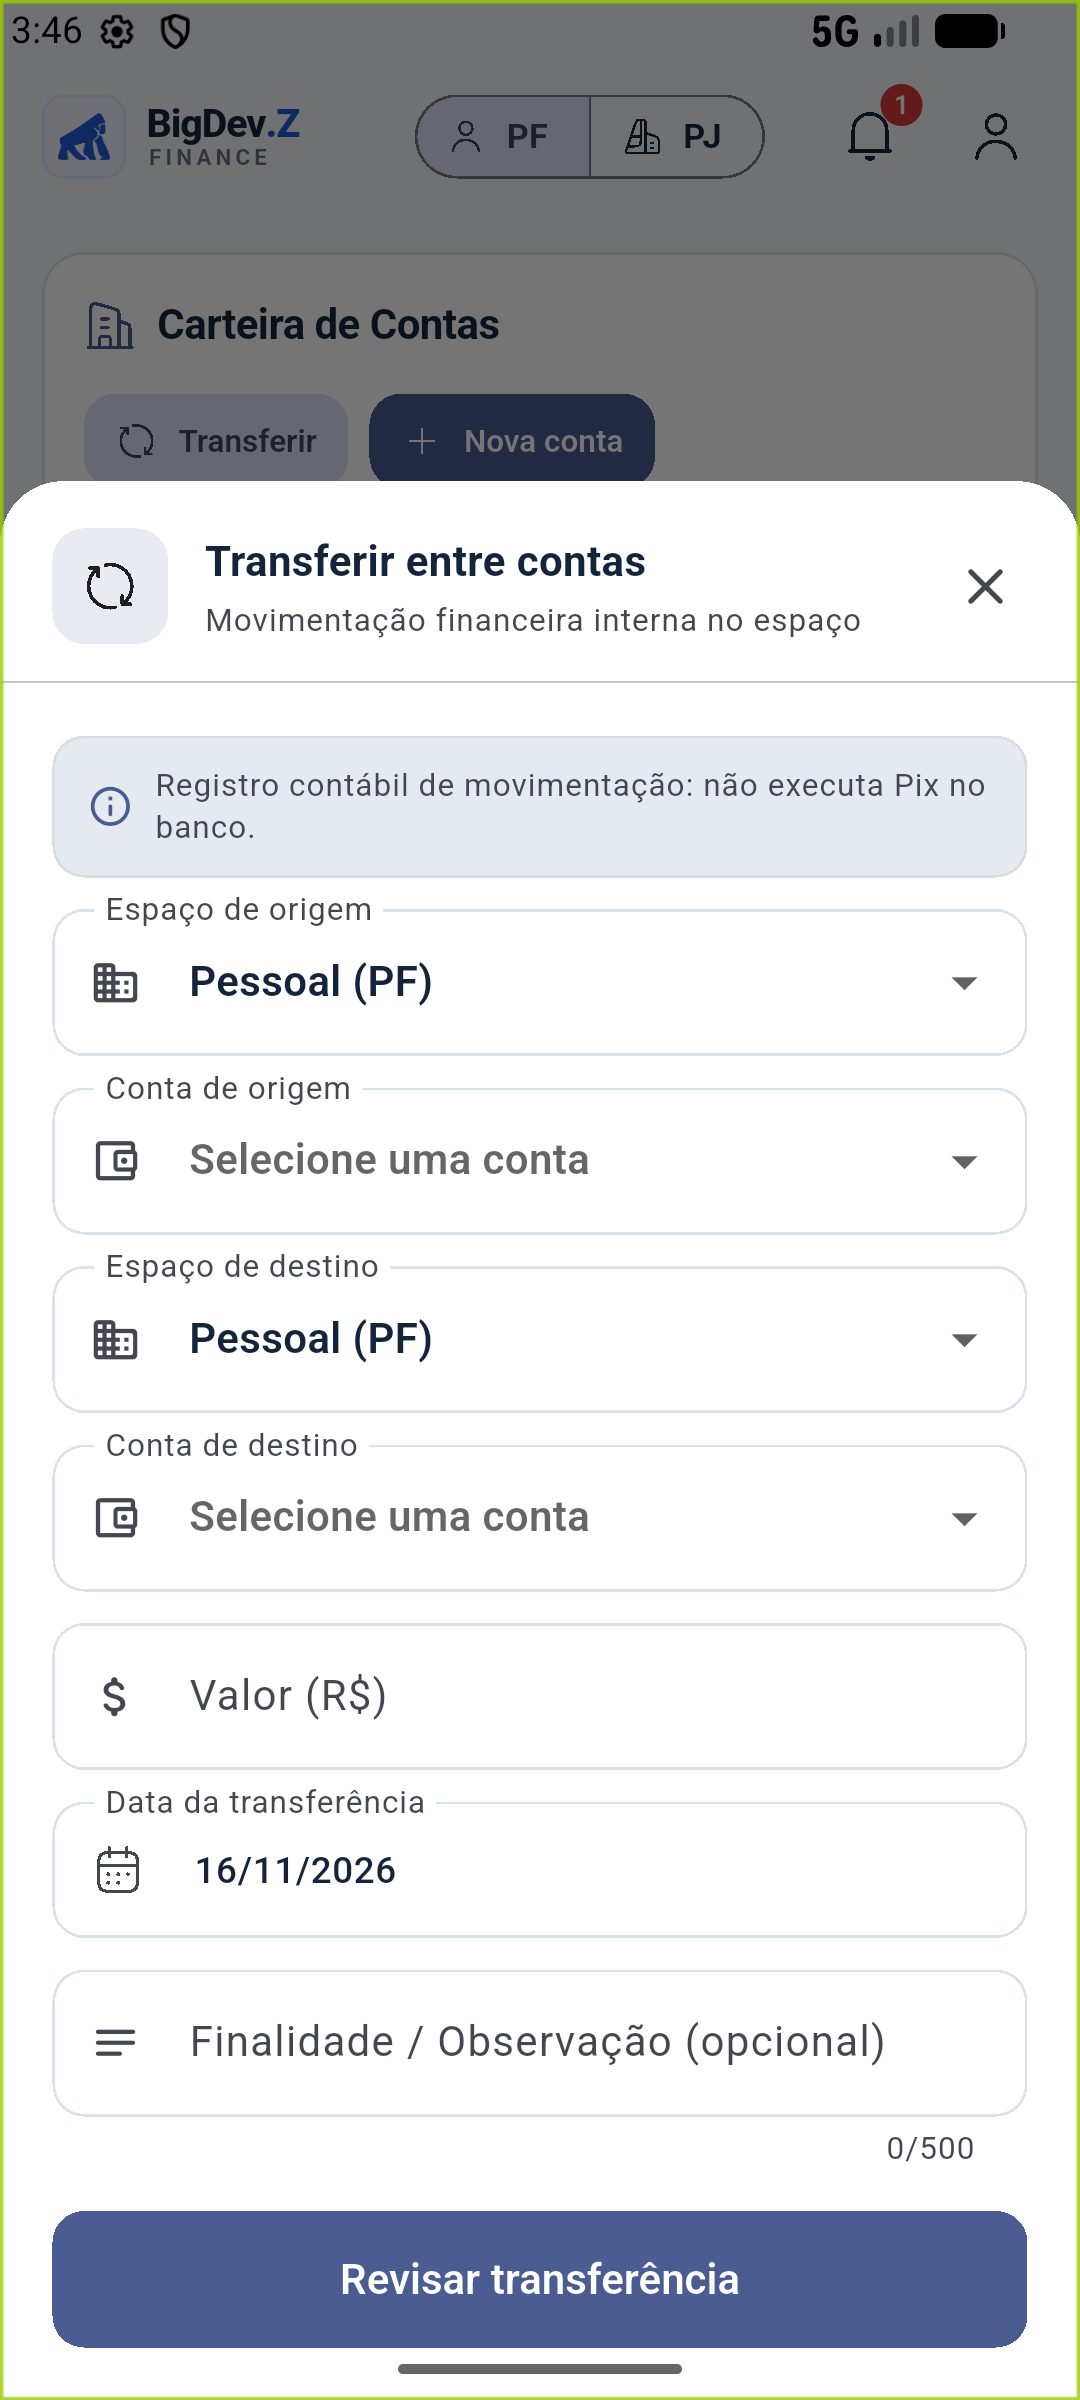 3:46
5G
BigDev.Z
FINANCE
PF
PJ
1
Carteira de Contas
Transferir
Nova conta
Transferir entre contas
Movimentação financeira interna no espaço
Registro contábil de movimentação: não executa Pix no
banco.
Espaço de origem
Pessoal (PF)
Conta de origem
Selecione uma conta
Espaço de destino
Pessoal (PF)
Conta de destino
Selecione uma conta
Valor (R$)
Data da transferência
16/11/2026
Finalidade / Observação (opcional)
0/500
Revisar transferência